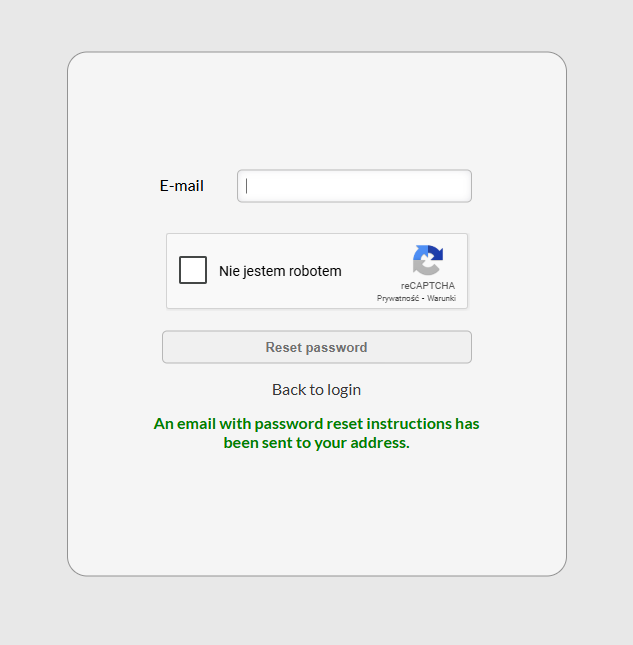 E-mail
Nie jestem robotem
reCAPTCHA
Prywatność - Warunki
Reset password
Back to login
An email with password reset instructions has
been sent to your address.